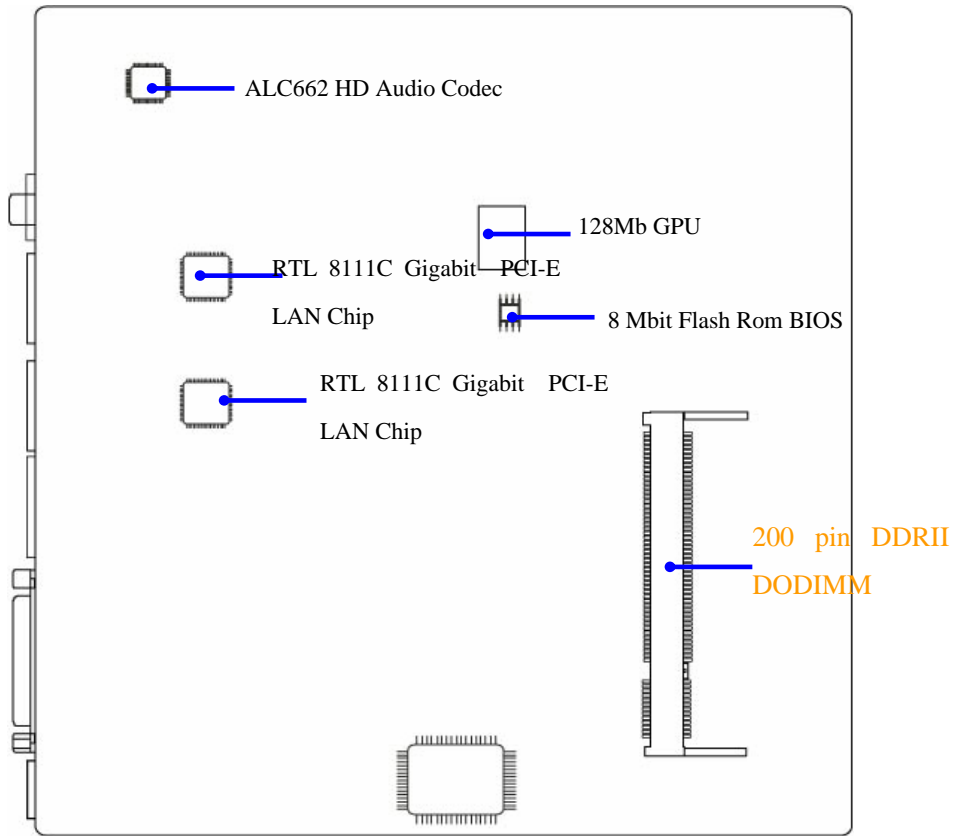 ALC662 HD Audio Codec
128Mb GPU
RTL 8111C Gigabit PCI-E
LAN Chip
8 Mbit Flash Rom BIOS
RTL 8111C Gigabit PCI-E
LAN Chip
200 pin DDRII
DODIMM